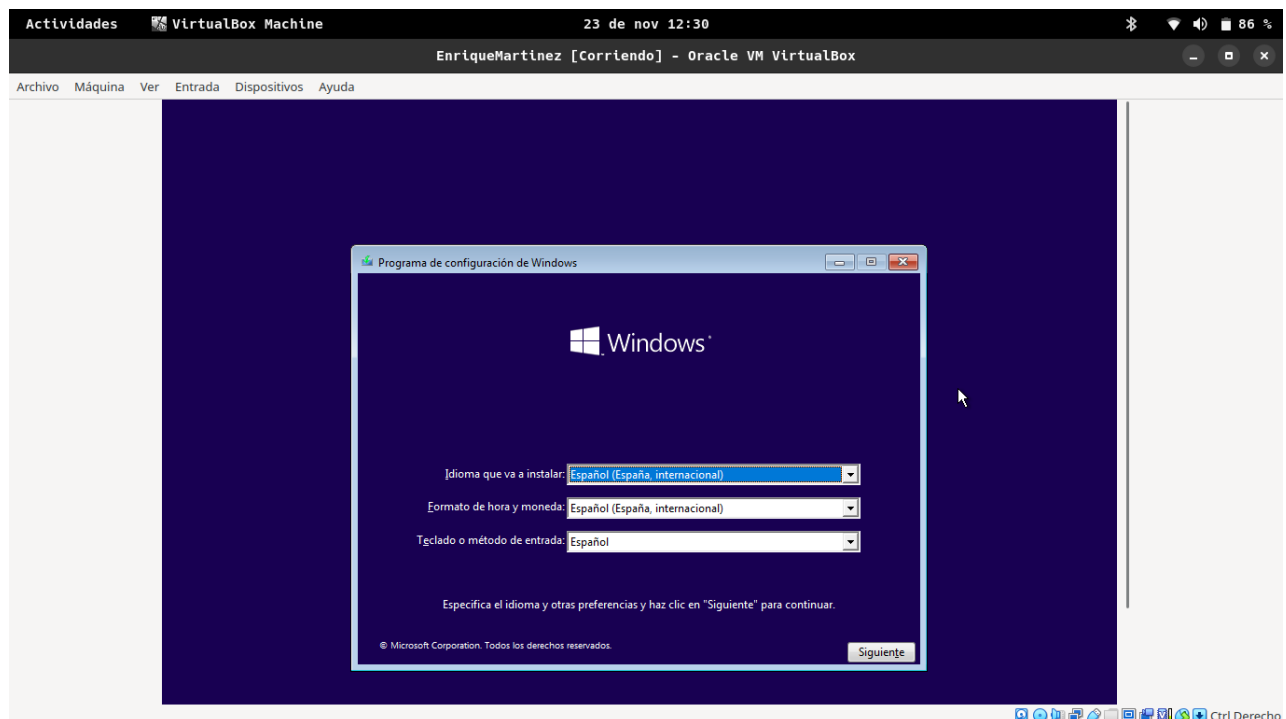 Actividades VirtualBox Machine 23 de nov 12:30 86 %
EnriqueMartinez [Corriendo] - Oracle VM VirtualBox
Archivo Máquina Ver Entrada Dispositivos Ayuda
Programa de configuración de Windows
Windows
Idioma que va a instalar: Español (España, internacional)
Formato de hora y moneda: Español (España, internacional)
Teclado o método de entrada: Español
Especifica el idioma y otras preferencias y haz clic en "Siguiente" para continuar.
© Microsoft Corporation. Todos los derechos reservados.
Siguiente
Ctrl Derecho